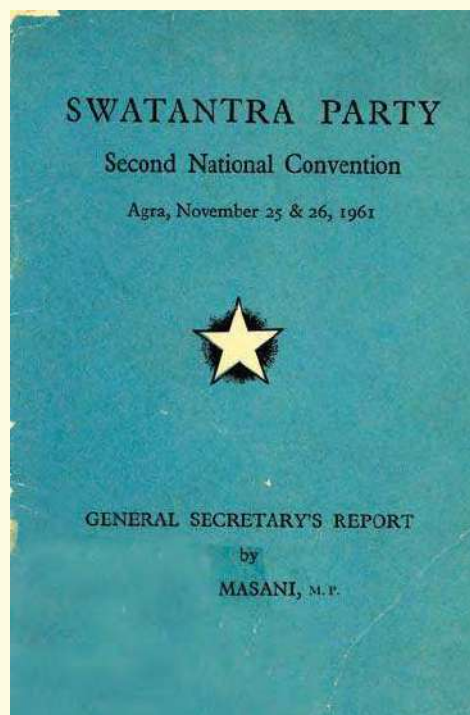 SWATANTRA PARTY
Second National Convention
Agra, November 25 & 26, 1961
GENERAL SECRETARY'S REPORT
by
MASANI, M. P.